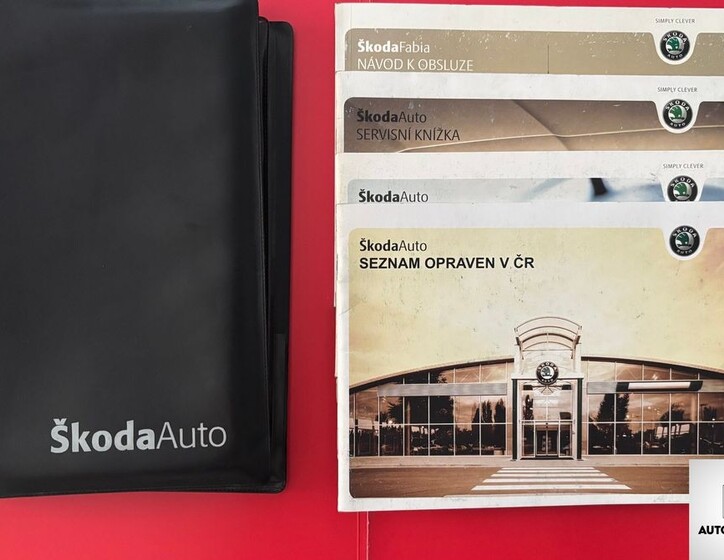 ŠkodaAuto
SIMPLY CLEVER
ŠkodaFabia
NÁVOD K OBSLUZE
SIMPLY CLEVER
ŠkodaAuto
SERVISNÍ KNÍŽKA
SIMPLY CLEVER
ŠkodaAuto
ŠkodaAuto
SEZNAM OPRAVEN V ČR
AUTO